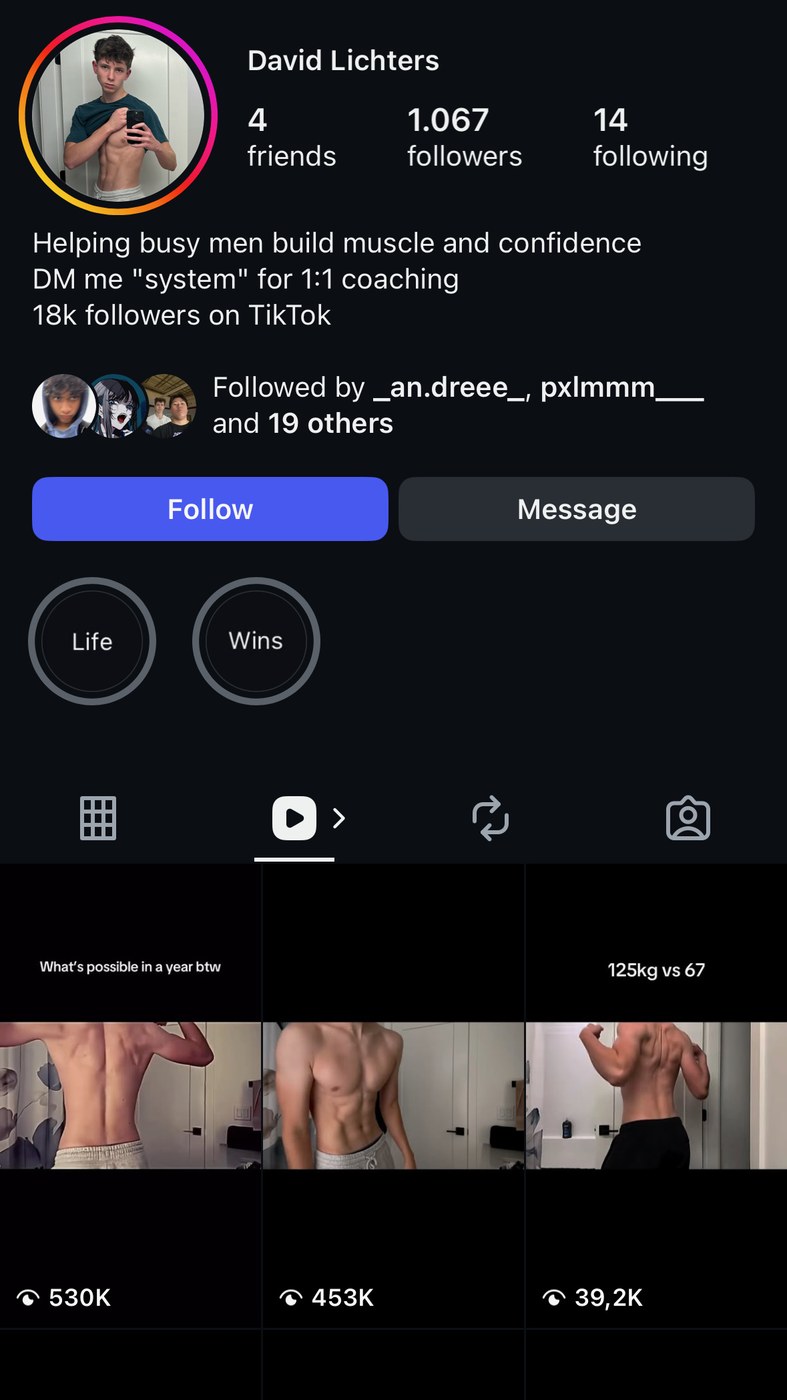 David Lichters
4
1.067
14
friends
followers
following
Helping busy men build muscle and confidence
DM me "system" for 1:1 coaching
18k followers on TikTok
Followed by _an.dreee_, pxlmmm____
and 19 others
Follow
Message
Life
Wins
What's possible in a year btw
125kg vs 67
530K
453K
39,2K